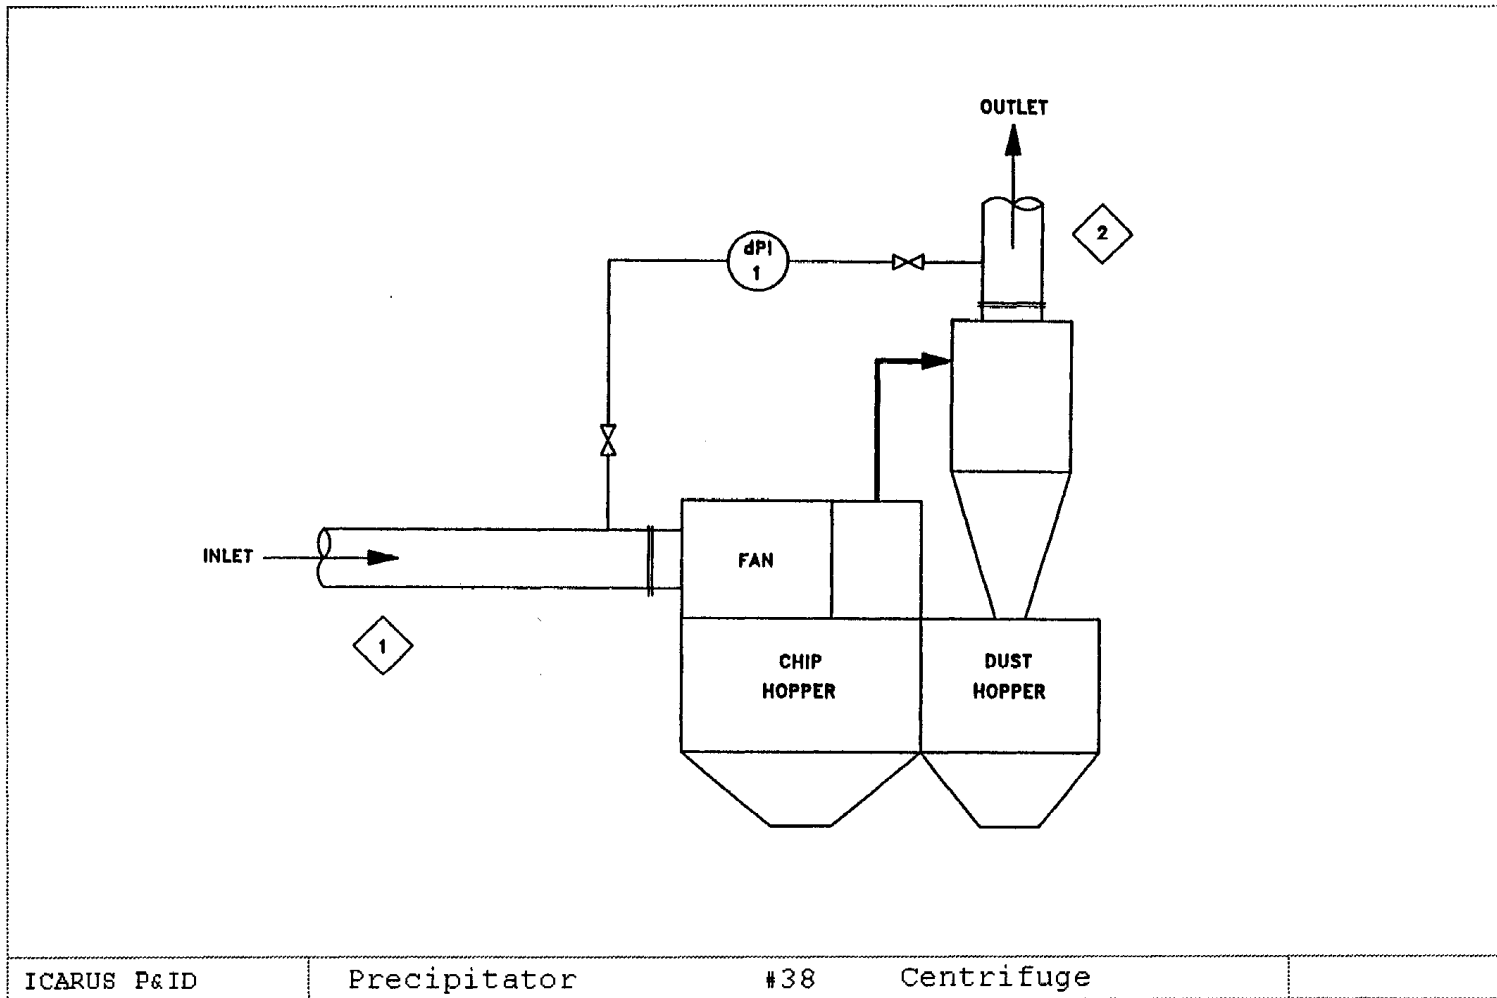 OUTLET
2
dPI
1
INLET
FAN
1
CHIP
HOPPER
DUST
HOPPER
ICARUS P&ID
Precipitator #38 Centrifuge